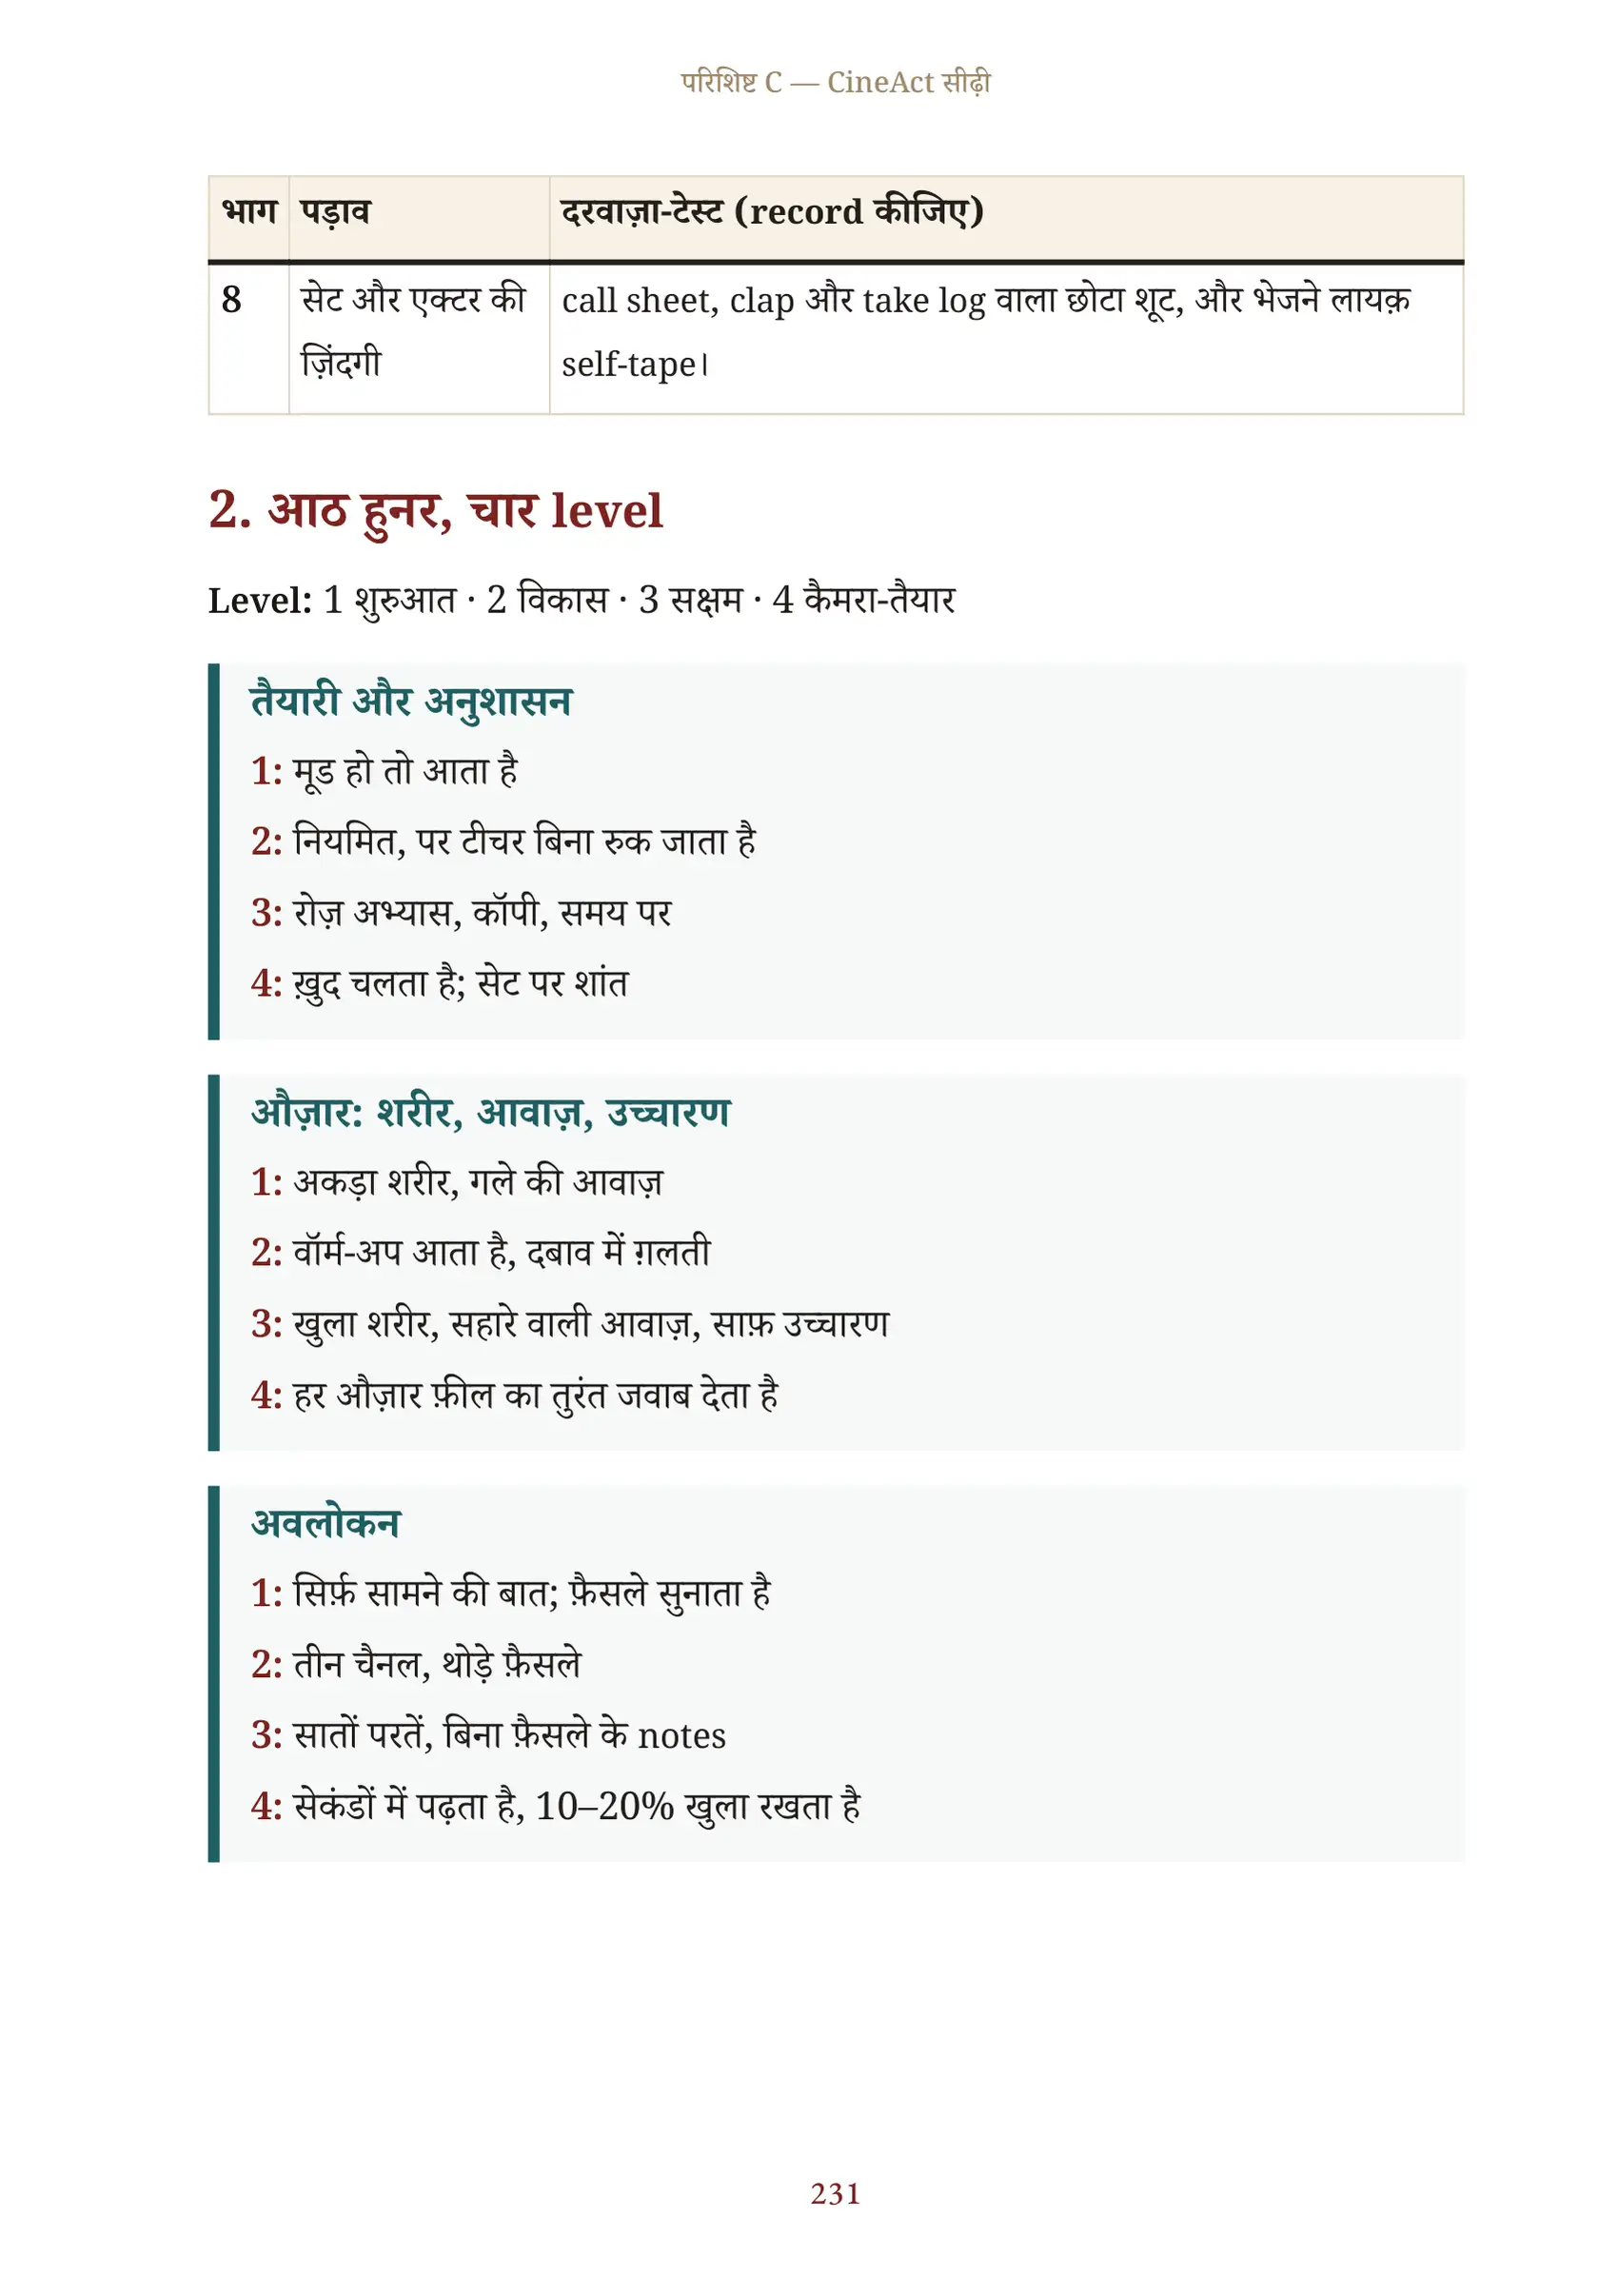 परिशिष्ट C — CineAct सीढ़ी
भाग पड़ाव दरवाज़ा-टेस्ट (record कीजिए)
8 सेट और एक्टर की call sheet, clap और take log वाला छोटा शूट, और भेजने लायक़
ज़िंदगी self-tape।
2. आठ हुनर, चार level
Level: 1 शुरुआत · 2 विकास · 3 सक्षम · 4 कैमरा-तैयार
तैयारी और अनुशासन
1: मूड हो तो आता है
2: नियमित, पर टीचर बिना रुक जाता है
3: रोज़ अभ्यास, कॉपी, समय पर
4: ख़ुद चलता है; सेट पर शांत
औज़ार: शरीर, आवाज़, उच्चारण
1: अकड़ा शरीर, गले की आवाज़
2: वॉर्म-अप आता है, दबाव में ग़लती
3: खुला शरीर, सहारे वाली आवाज़, साफ़ उच्चारण
4: हर औज़ार फ़ील का तुरंत जवाब देता है
अवलोकन
1: सिर्फ़ सामने की बात; फ़ैसले सुनाता है
2: तीन चैनल, थोड़े फ़ैसले
3: सातों परतें, बिना फ़ैसले के notes
4: सेकंडों में पढ़ता है, 10–20% खुला रखता है
231